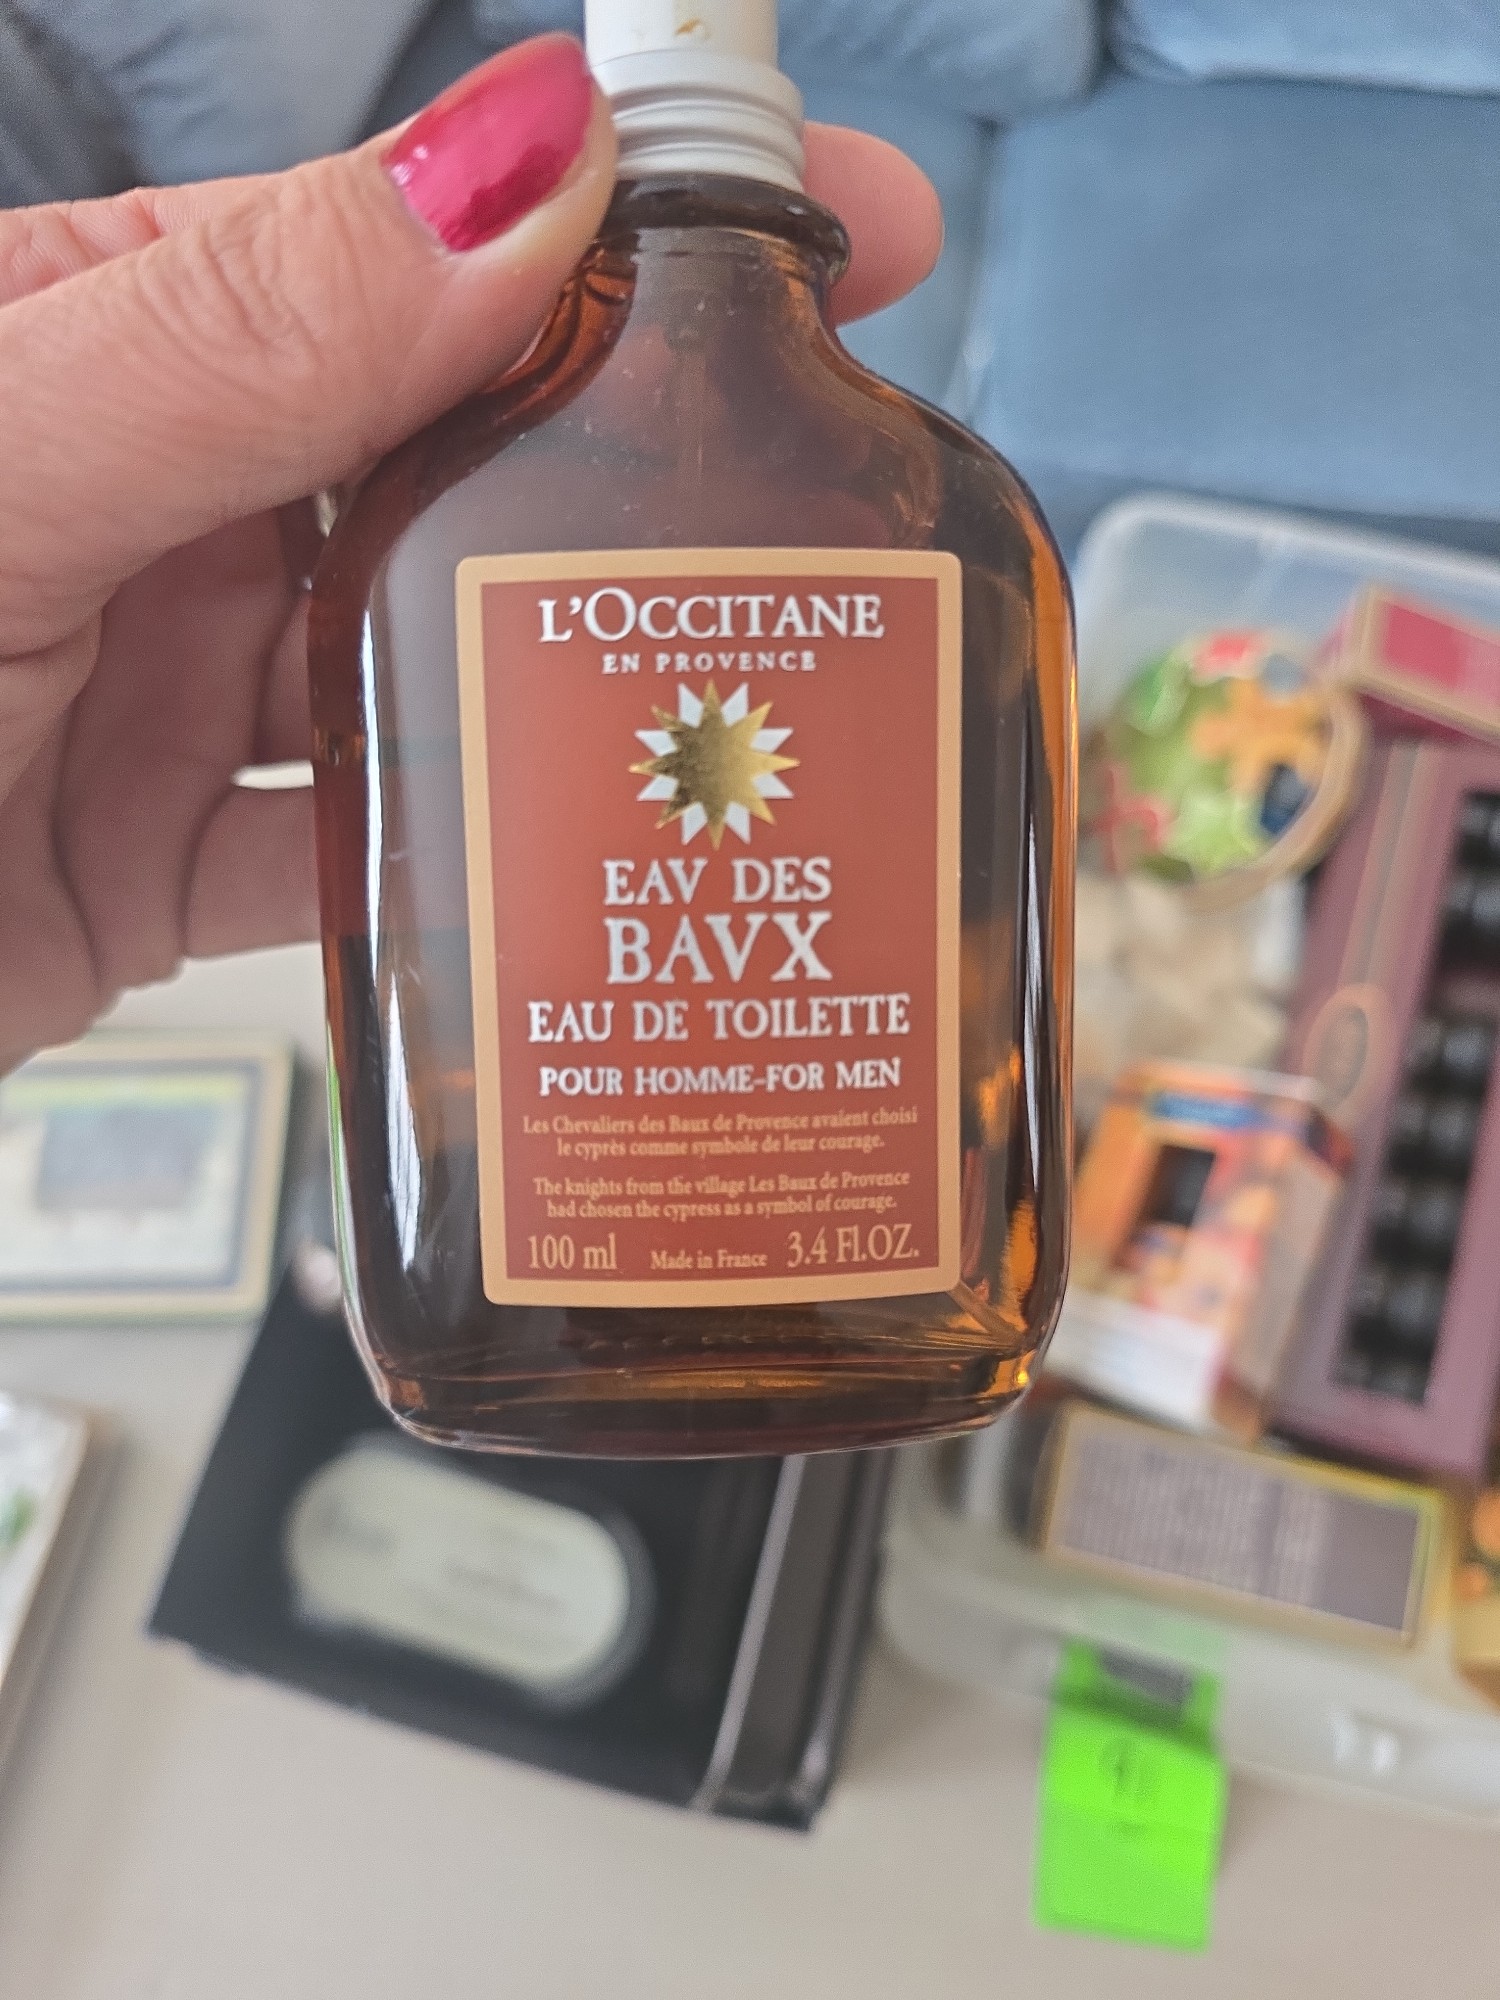 L'OCCITANE
EN PROVENCE
EAV DES
BAVX
EAU DE TOILETTE
POUR HOMME-FOR MEN
Les Chevaliers des Baux de Provence avaient choisi
le cyprès comme symbole de leur courage.
The knights from the village Les Baux de Provence
had chosen the cypress as a symbol of courage.
100 ml Made in France 3.4 Fl.OZ.